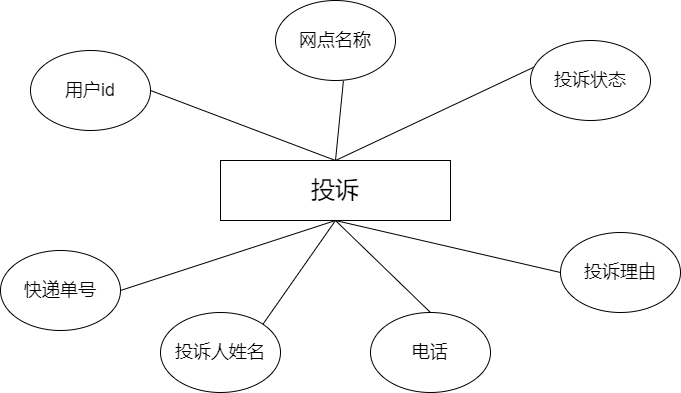 网点名称
用户id
投诉状态
投诉
快递单号
投诉理由
投诉人姓名
电话